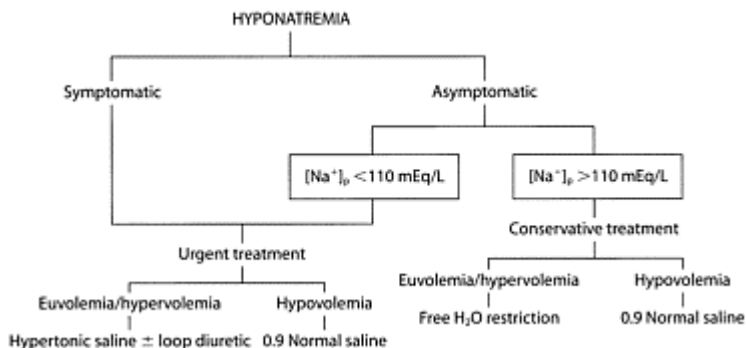 HYPONATREMIA
Symptomatic
Asymptomatic
[Na⁺]ₚ <110 mEq/L
[Na⁺]ₚ >110 mEq/L
Urgent treatment
Conservative treatment
Euvolemia/hypervolemia
Hypovolemia
Euvolemia/hypervolemia
Hypovolemia
Hypertonic saline ± loop diuretic
0.9 Normal saline
Free H₂O restriction
0.9 Normal saline